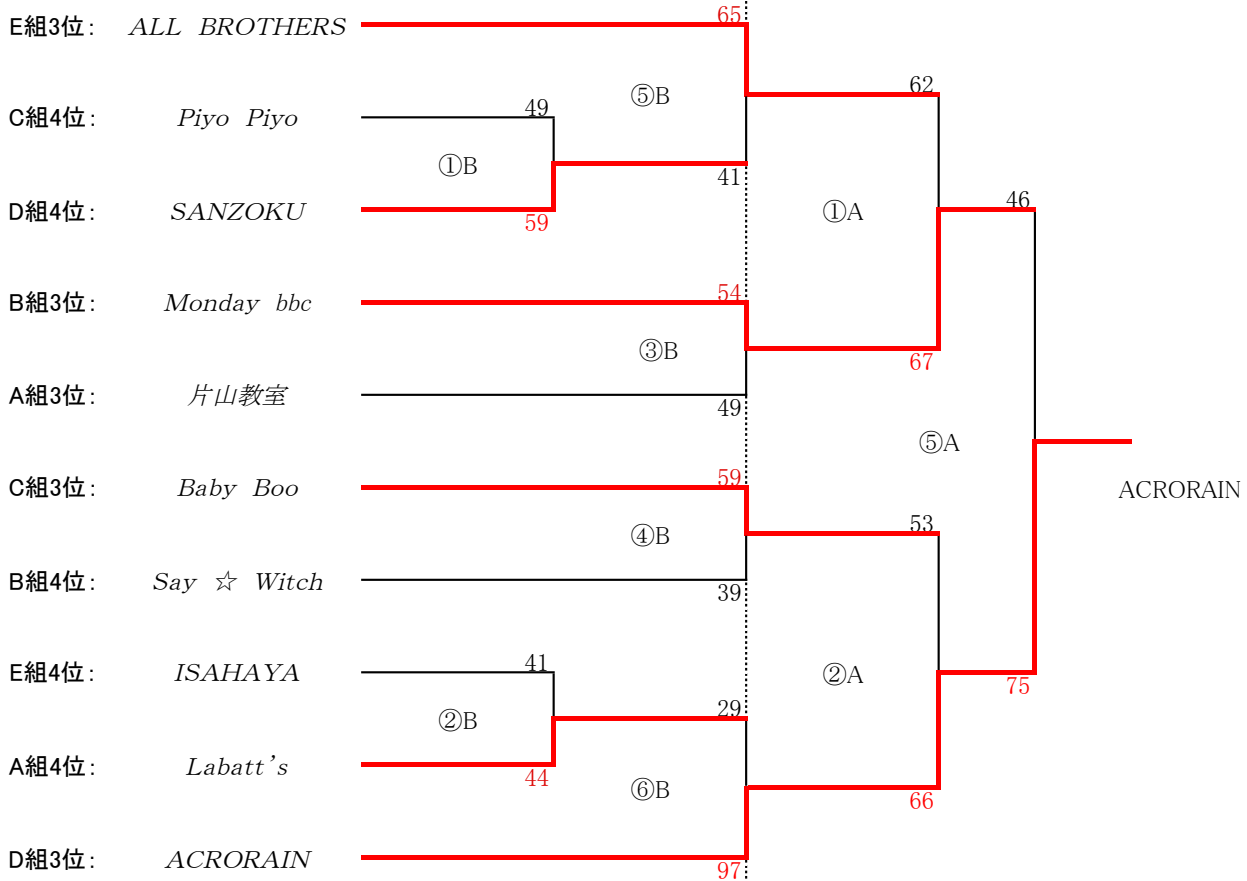 E組3位： ALL BROTHERS 65
62
C組4位： Piyo Piyo 49 ⑤B
①B
41
D組4位： SANZOKU 59 ①A 46
B組3位： Monday bbc 54
③B 67
A組3位： 片山教室 49
⑤A
C組3位： Baby Boo 59 ACRORAIN
④B 53
B組4位： Say ☆ Witch 39
E組4位： ISAHAYA 41 ②A 75
②B 29
A組4位： Labatt's 44 ⑥B 66
D組3位： ACRORAIN 97